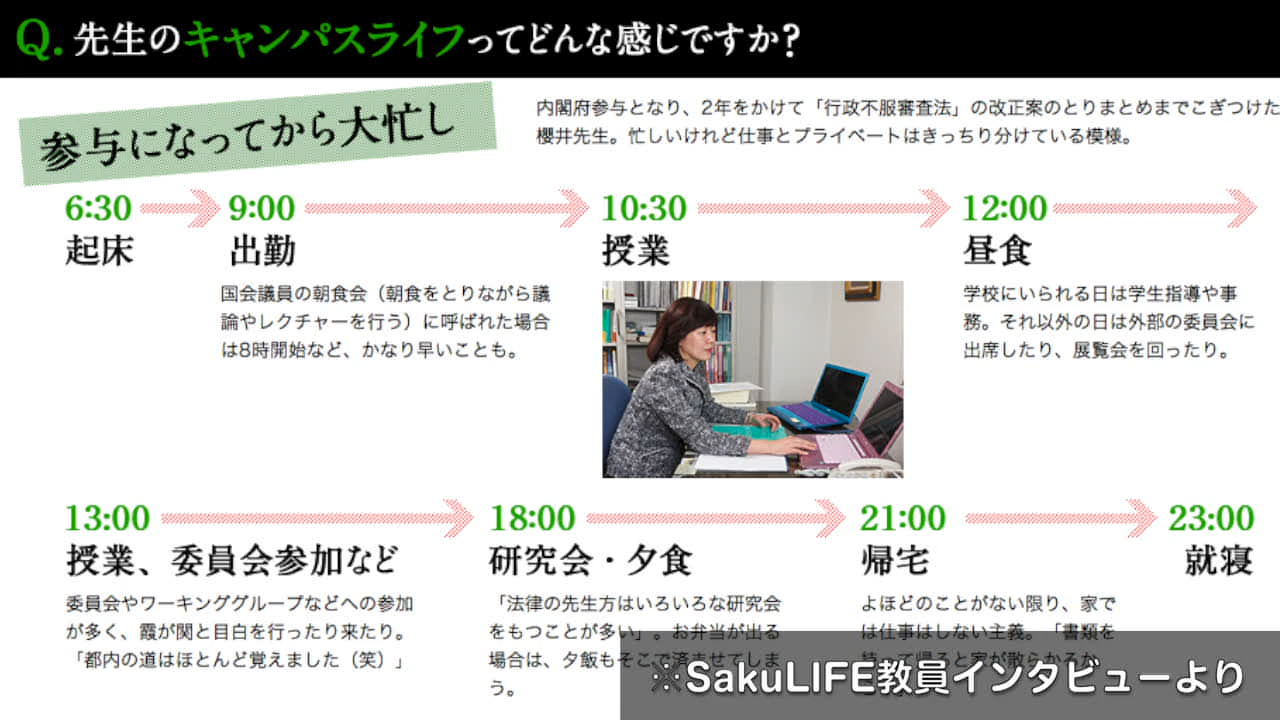 Q. 先生のキャンパスライフってどんな感じですか?
参与になってから大忙し
内閣府参与となり、2年をかけて「行政不服審査法」の改正案のとりまとめまでこぎつけた
櫻井先生。忙しいけれど仕事とプライベートはきっちり分けている模様。
6:30
起床
9:00
出勤
国会議員の朝食会（朝食をとりながら議
論やレクチャーを行う）に呼ばれた場合
は8時開始など、かなり早いことも。
10:30
授業
12:00
昼食
学校にいられる日は学生指導や事
務。それ以外の日は外部の委員会に
出席したり、展覧会を回ったり。
13:00
授業、委員会参加など
委員会やワーキンググループなどへの参加
が多く、霞が関と目白を行ったり来たり。
「都内の道はほとんど覚えました（笑）」
18:00
研究会・夕食
「法律の先生方はいろいろな研究会
をもつことが多い」。お弁当が出る
場合は、夕飯もそこで済ませてしま
う。
21:00
帰宅
よほどのことがない限り、家で
は仕事はしない主義。「書類を
持って帰ると家が散らかるか
23:00
就寝
※SakuLIFE教員インタビューより